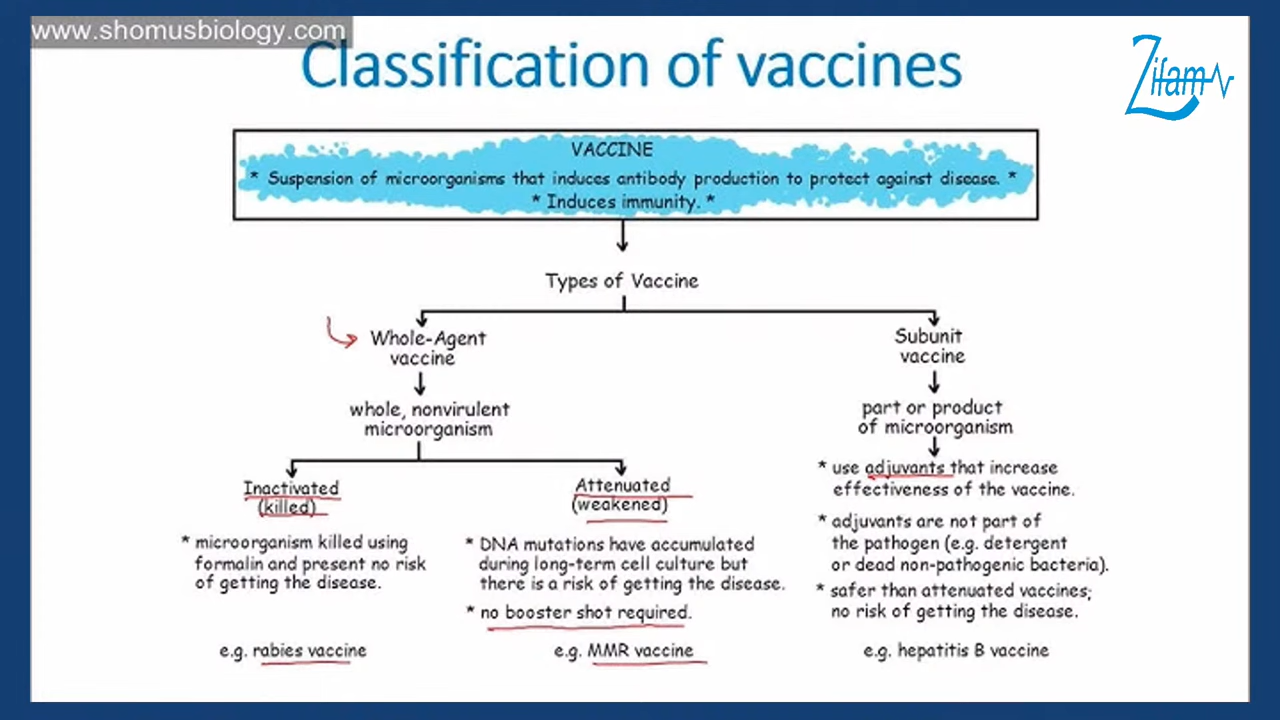 www.shomusbiology.com
Classification of vaccines
Zifam
VACCINE
* Suspension of microorganisms that induces antibody production to protect against disease. *
* Induces immunity. *
Types of Vaccine
Whole-Agent
vaccine
whole, nonvirulent
microorganism
Inactivated
(killed)
* microorganism killed using
formalin and present no risk
of getting the disease.
e.g. rabies vaccine
Attenuated
(weakened)
* DNA mutations have accumulated
during long-term cell culture but
there is a risk of getting the disease.
* no booster shot required.
e.g. MMR vaccine
Subunit
vaccine
part or product
of microorganism
* use adjuvants that increase
effectiveness of the vaccine.
* adjuvants are not part of
the pathogen (e.g. detergent
or dead non-pathogenic bacteria).
* safer than attenuated vaccines;
no risk of getting the disease.
e.g. hepatitis B vaccine